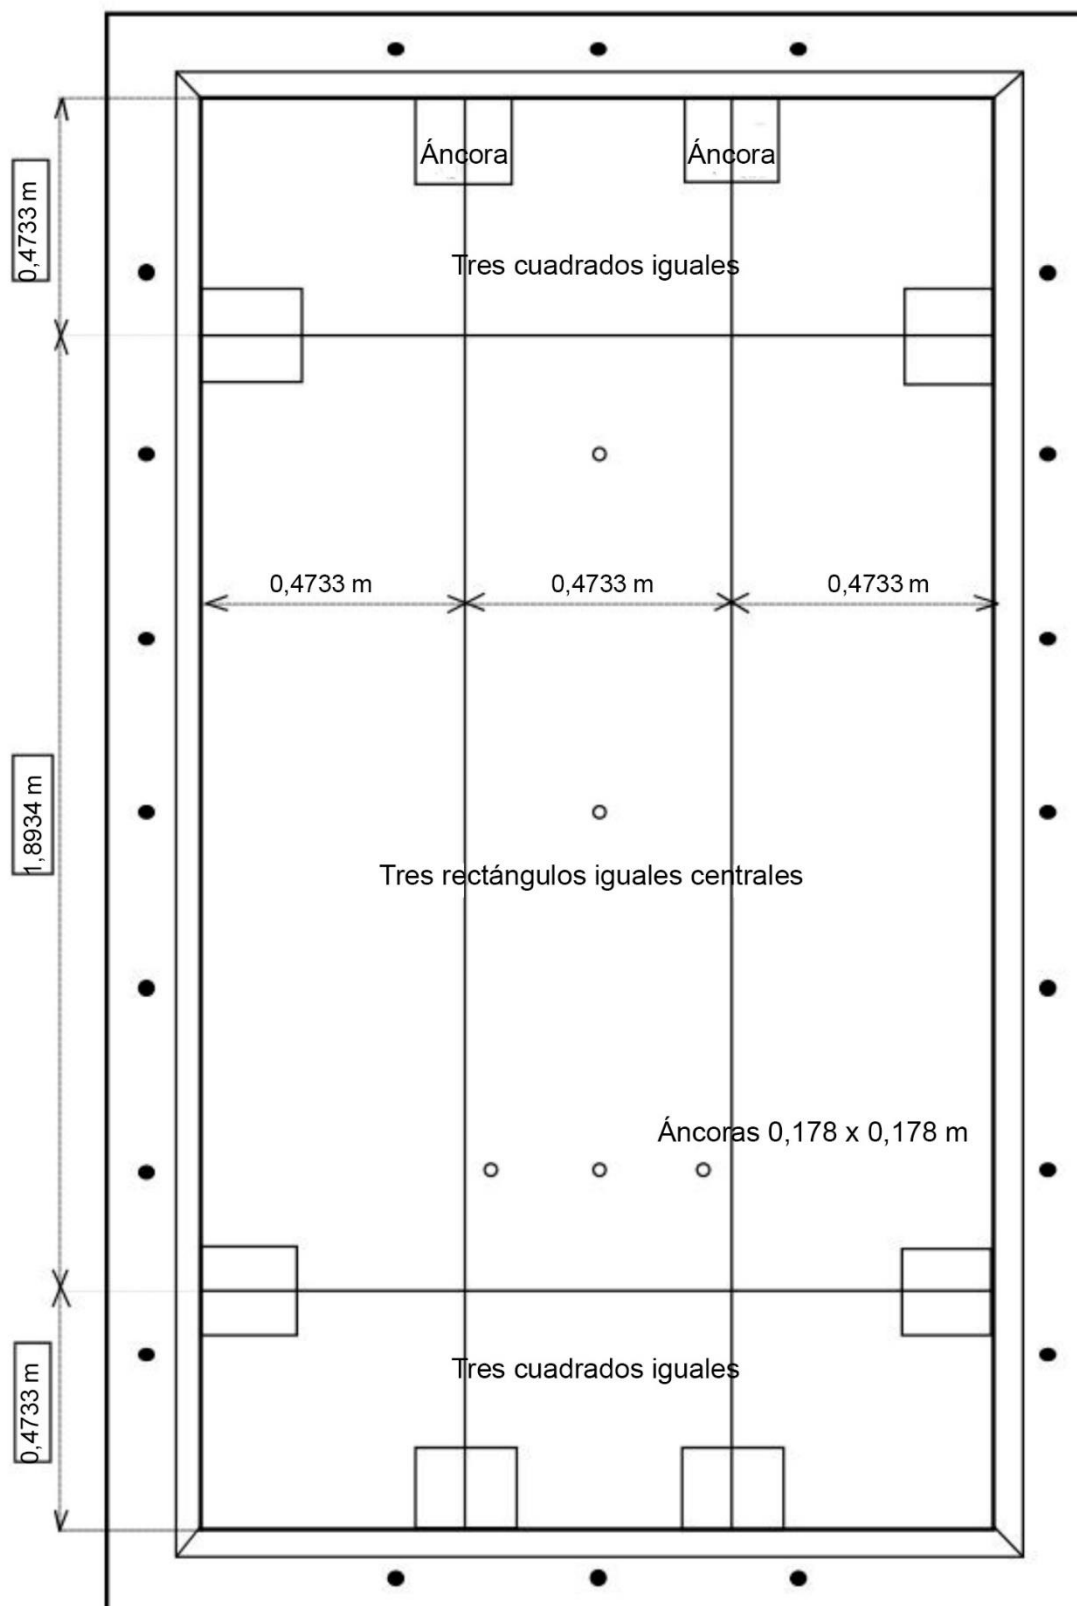 Áncora
Áncora
0,4733 m
Tres cuadrados iguales
0,4733 m
0,4733 m
0,4733 m
1,8934 m
Tres rectángulos iguales centrales
Áncoras 0,178 x 0,178 m
Tres cuadrados iguales
0,4733 m